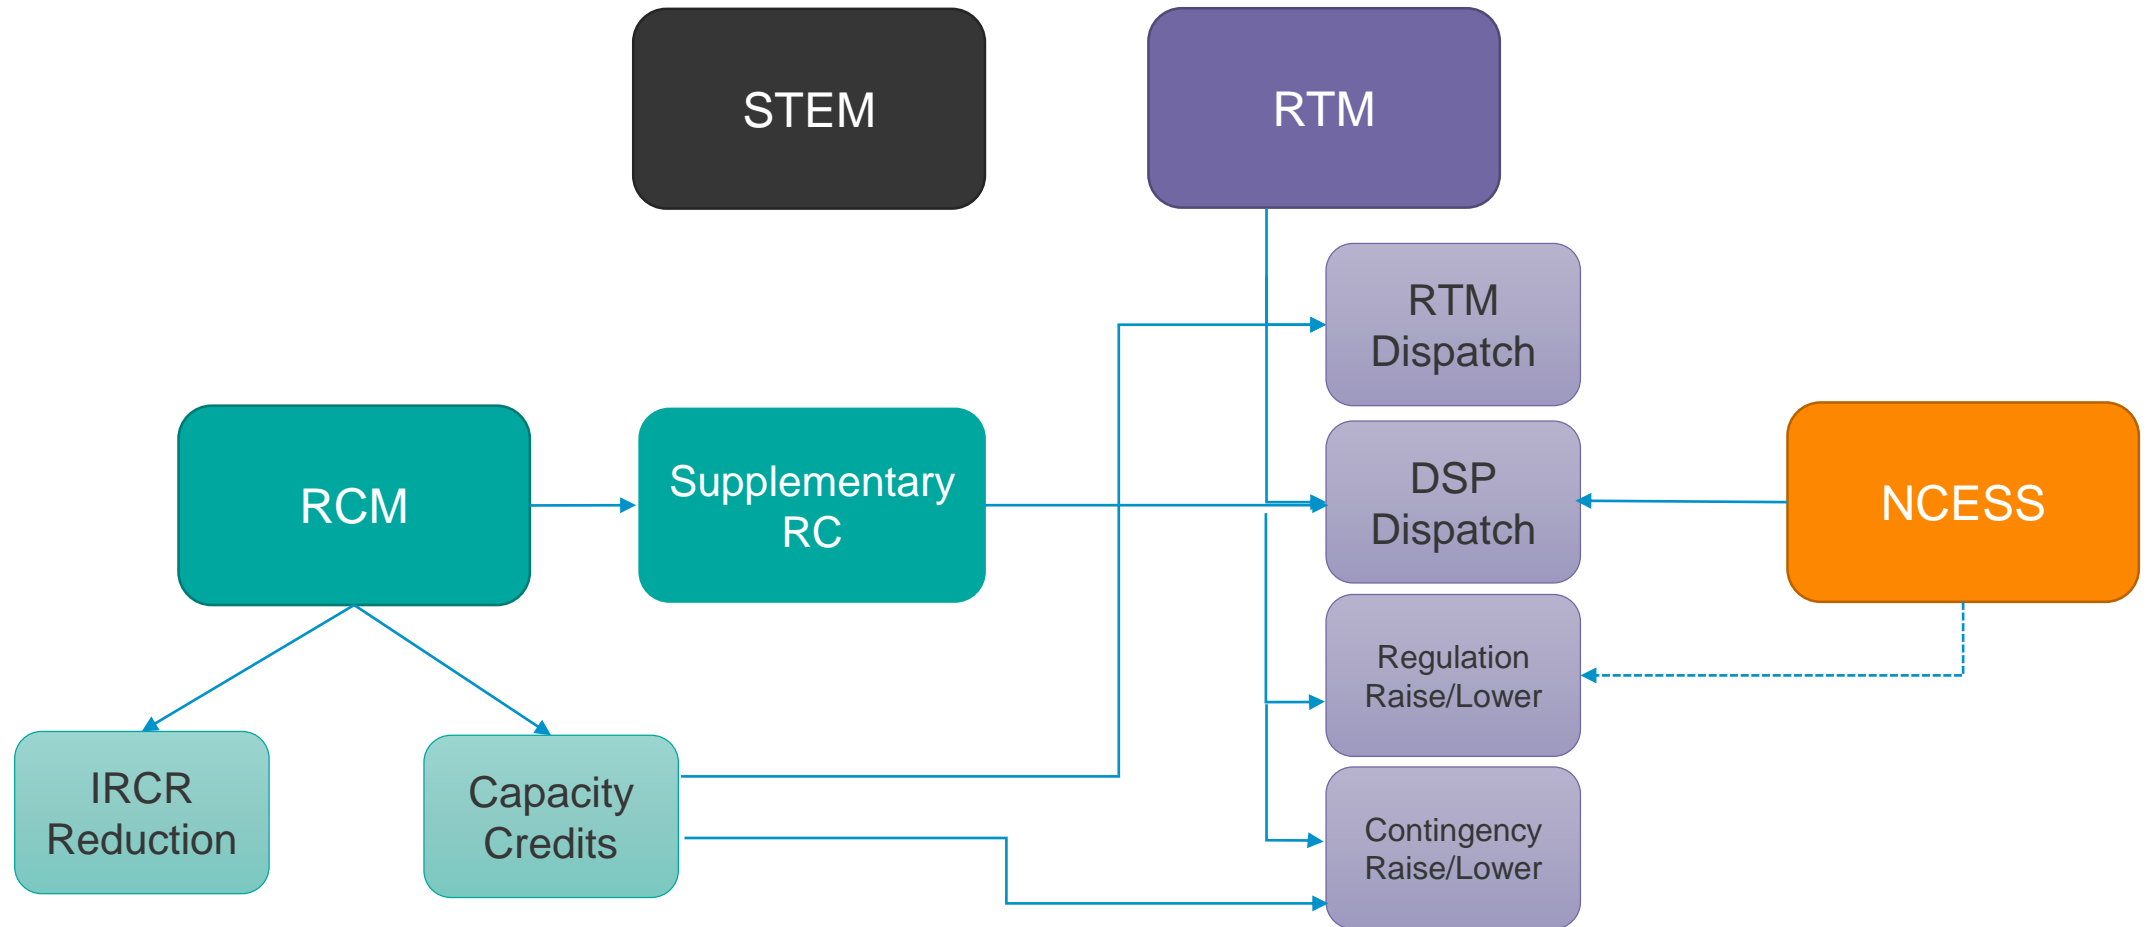 STEM
RTM
RTM
Dispatch
RCM
Supplementary
RC
DSP
Dispatch
NCESS
Regulation
Raise/Lower
IRCR
Reduction
Capacity
Credits
Contingency
Raise/Lower